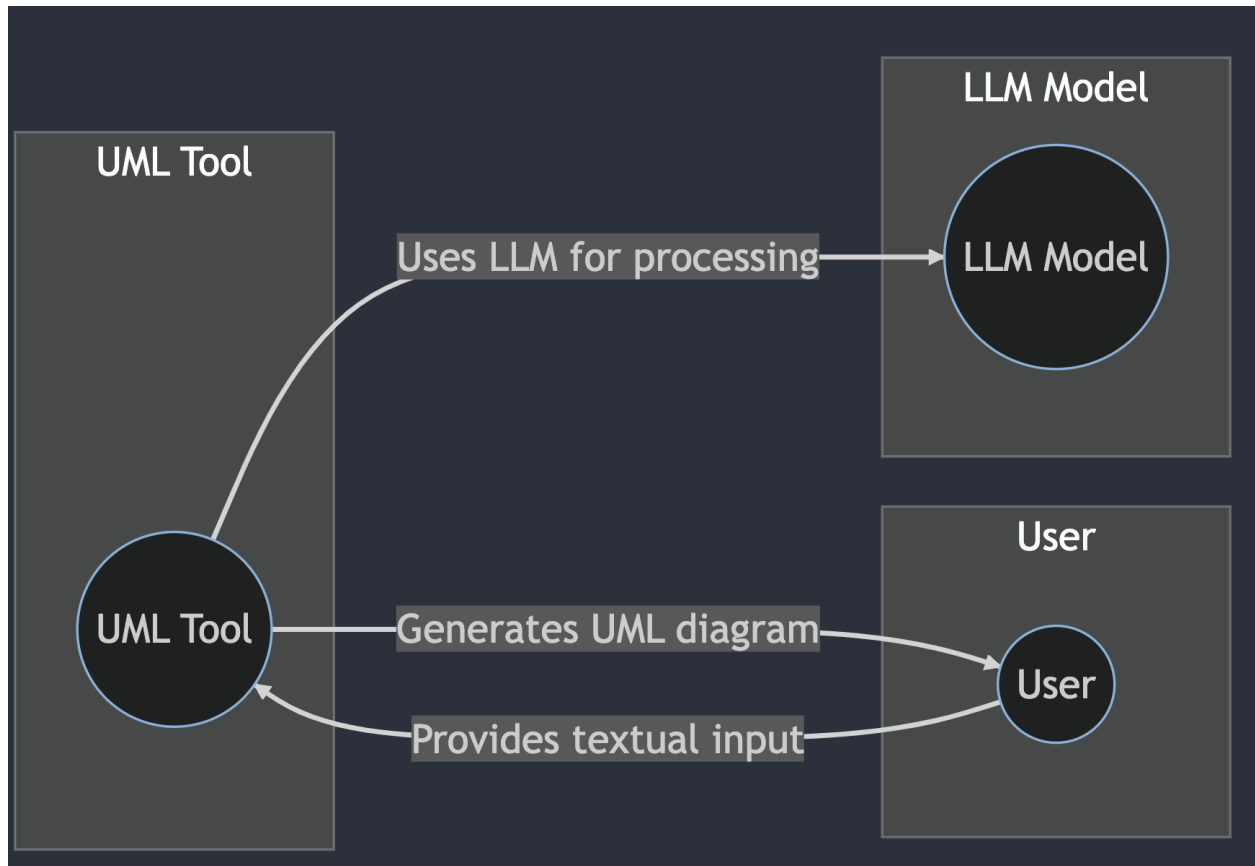 LLM Model
UML Tool
Uses LLM for processing
LLM Model
User
UML Tool
Generates UML diagram
User
Provides textual input